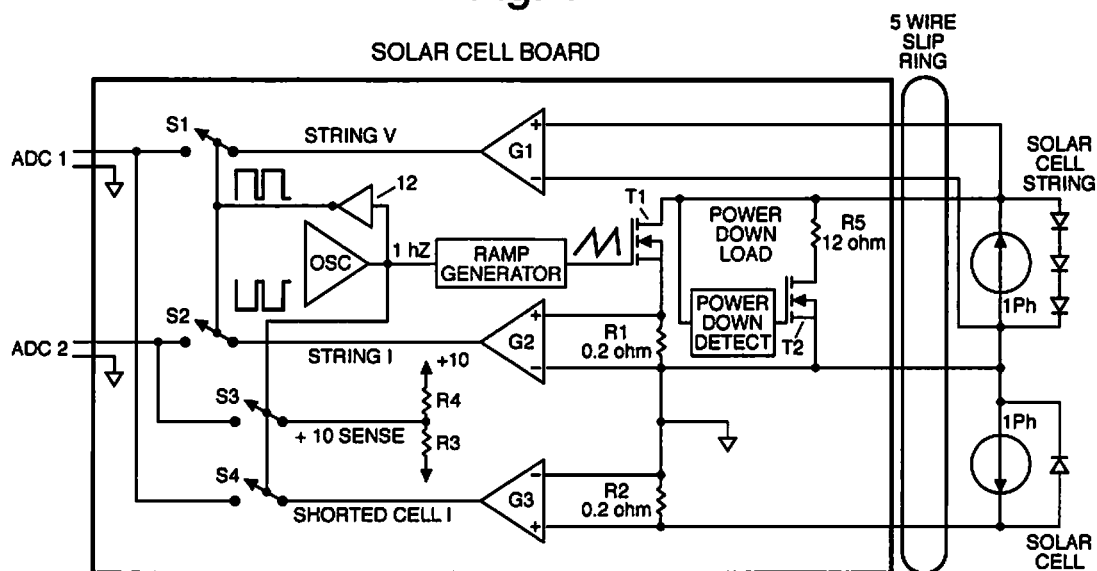 5 WIRE
SLIP
RING
SOLAR CELL BOARD
S1
STRING V
G1
ADC 1
SOLAR
CELL
STRING
12
T1
POWER
DOWN
LOAD
R5
12 ohm
OSC
1 hZ
RAMP
GENERATOR
1Ph
POWER
DOWN
DETECT
T2
S2
ADC 2
STRING I
G2
R1
0.2 ohm
+10
S3
R4
+ 10 SENSE
R3
1Ph
S4
G3
R2
0.2 ohm
SHORTED CELL I
SOLAR
CELL